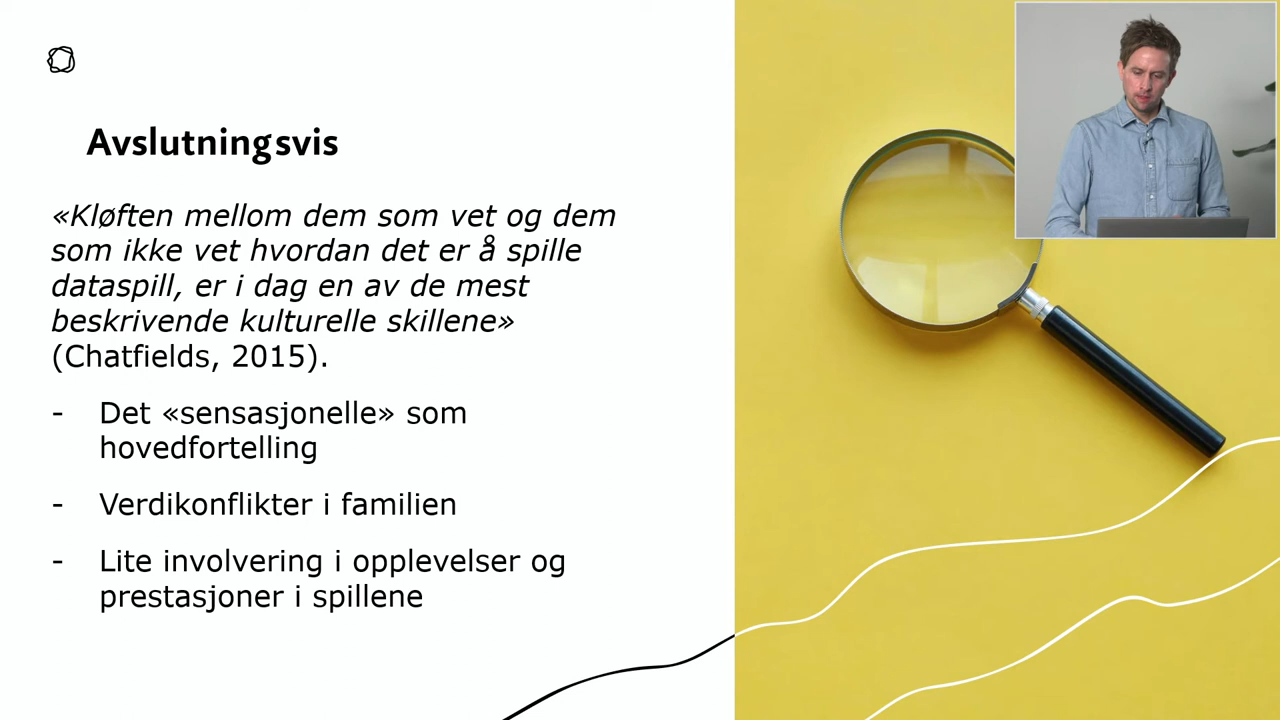 Avslutningsvis
«Kløften mellom dem som vet og dem
som ikke vet hvordan det er å spille
dataspill, er i dag en av de mest
beskrivende kulturelle skillene»
(Chatfields, 2015).
- Det «sensasjonelle» som
hovedfortelling
- Verdikonflikter i familien
- Lite involvering i opplevelser og
prestasjoner i spillene